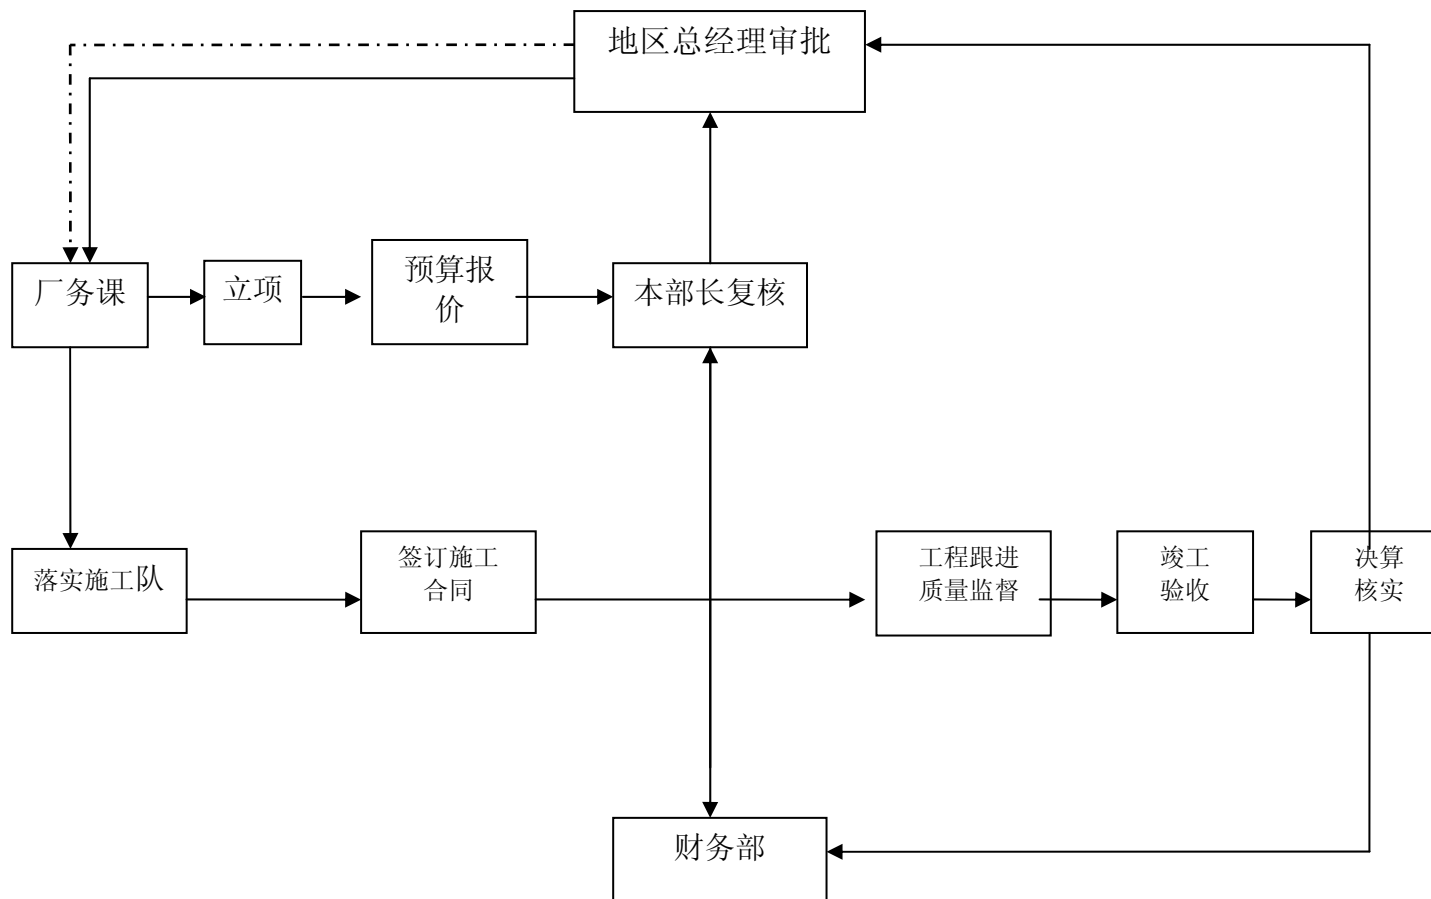 地区总经理审批
厂务课
立项
预算报
价
本部长复核
落实施工队
签订施工
合同
工程跟进
质量监督
竣工
验收
决算
核实
财务部